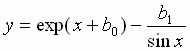 y = exp(x + b₀) − b₁ / sin x